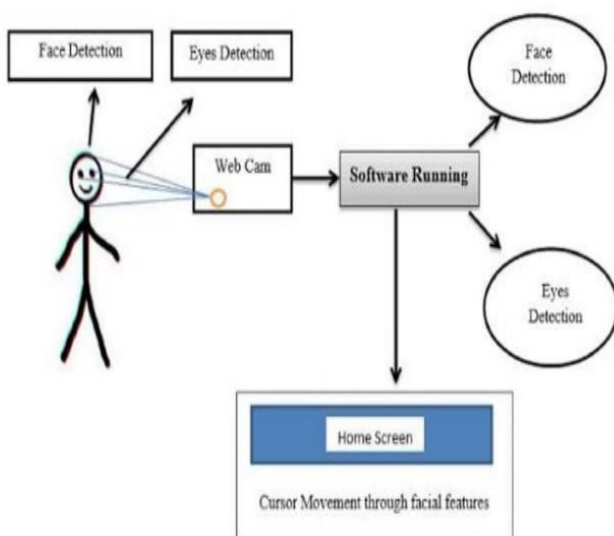 Face Detection
Eyes Detection
Face
Detection
Web Cam
Software Running
Eyes
Detection
Home Screen
Cursor Movement through facial features